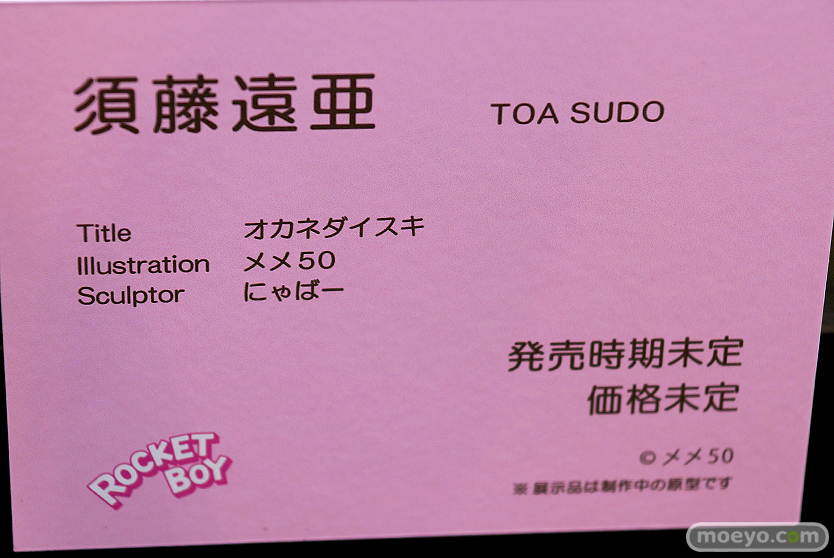 須藤遠亜 TOA SUDO
Title オカネダイスキ
Illustration メメ50
Sculptor にゃばー
発売時期未定
価格未定
©メメ50
※展示品は制作中の原型です
ROCKET
BOY
moeyo.com